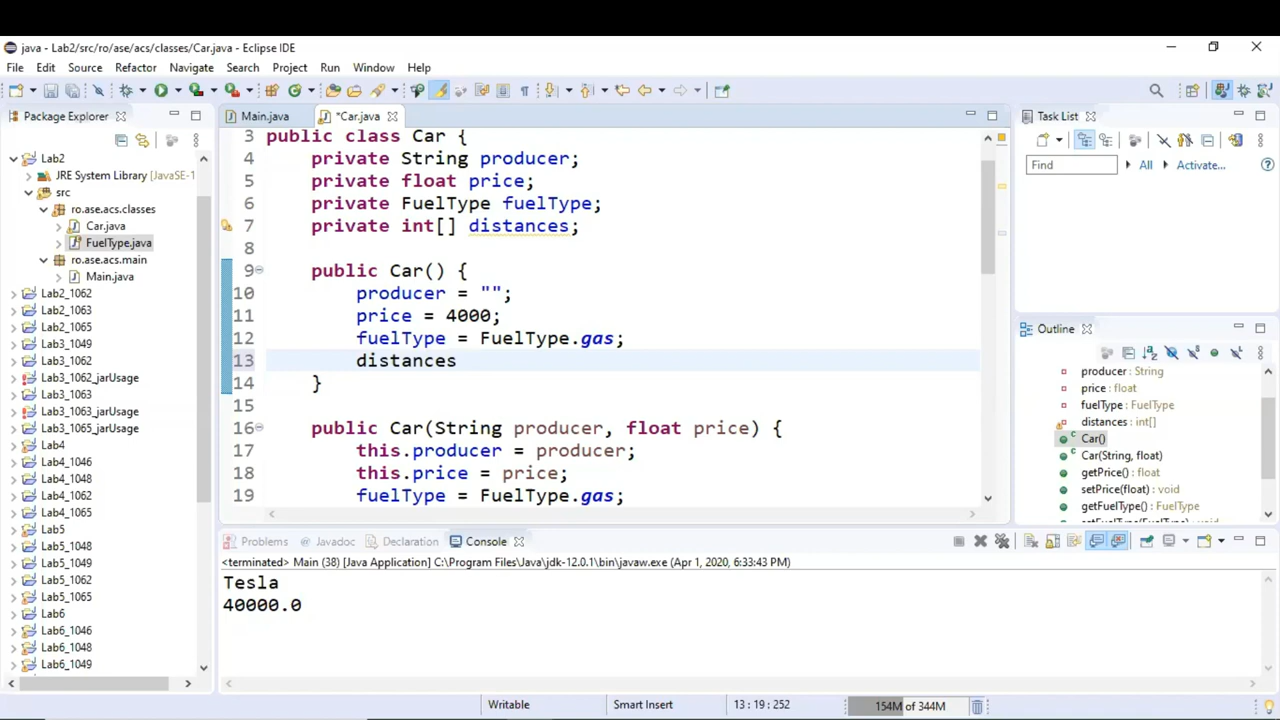 java - Lab2/src/ro/ase/acs/classes/Car.java - Eclipse IDE
File Edit Source Refactor Navigate Search Project Run Window Help
Package Explorer
Lab2
JRE System Library [JavaSE-1
src
ro.ase.acs.classes
Car.java
FuelType.java
ro.ase.acs.main
Main.java
Lab2_1062
Lab2_1063
Lab2_1065
Lab3_1049
Lab3_1062
Lab3_1062_jarUsage
Lab3_1063
Lab3_1063_jarUsage
Lab3_1065_jarUsage
Lab4
Lab4_1046
Lab4_1048
Lab4_1062
Lab4_1065
Lab5
Lab5_1048
Lab5_1049
Lab5_1062
Lab5_1065
Lab6
Lab6_1046
Lab6_1048
Lab6_1049
Main.java *Car.java
3 public class Car {
4 private String producer;
5 private float price;
6 private FuelType fuelType;
7 private int[] distances;
8
9 public Car() {
10 producer = "";
11 price = 4000;
12 fuelType = FuelType.gas;
13 distances
14 }
15
16 public Car(String producer, float price) {
17 this.producer = producer;
18 this.price = price;
19 fuelType = FuelType.gas;
Task List
Find All Activate...
Outline
producer : String
price : float
fuelType : FuelType
distances : int[]
Car()
Car(String, float)
getPrice() : float
setPrice(float) : void
getFuelType() : FuelType
setFuelType(FuelType) : void
Problems Javadoc Declaration Console
<terminated> Main (38) [Java Application] C:\Program Files\Java\jdk-12.0.1\bin\javaw.exe (Apr 1, 2020, 6:33:43 PM)
Tesla
40000.0
Writable Smart Insert 13 : 19 : 252 154M of 344M